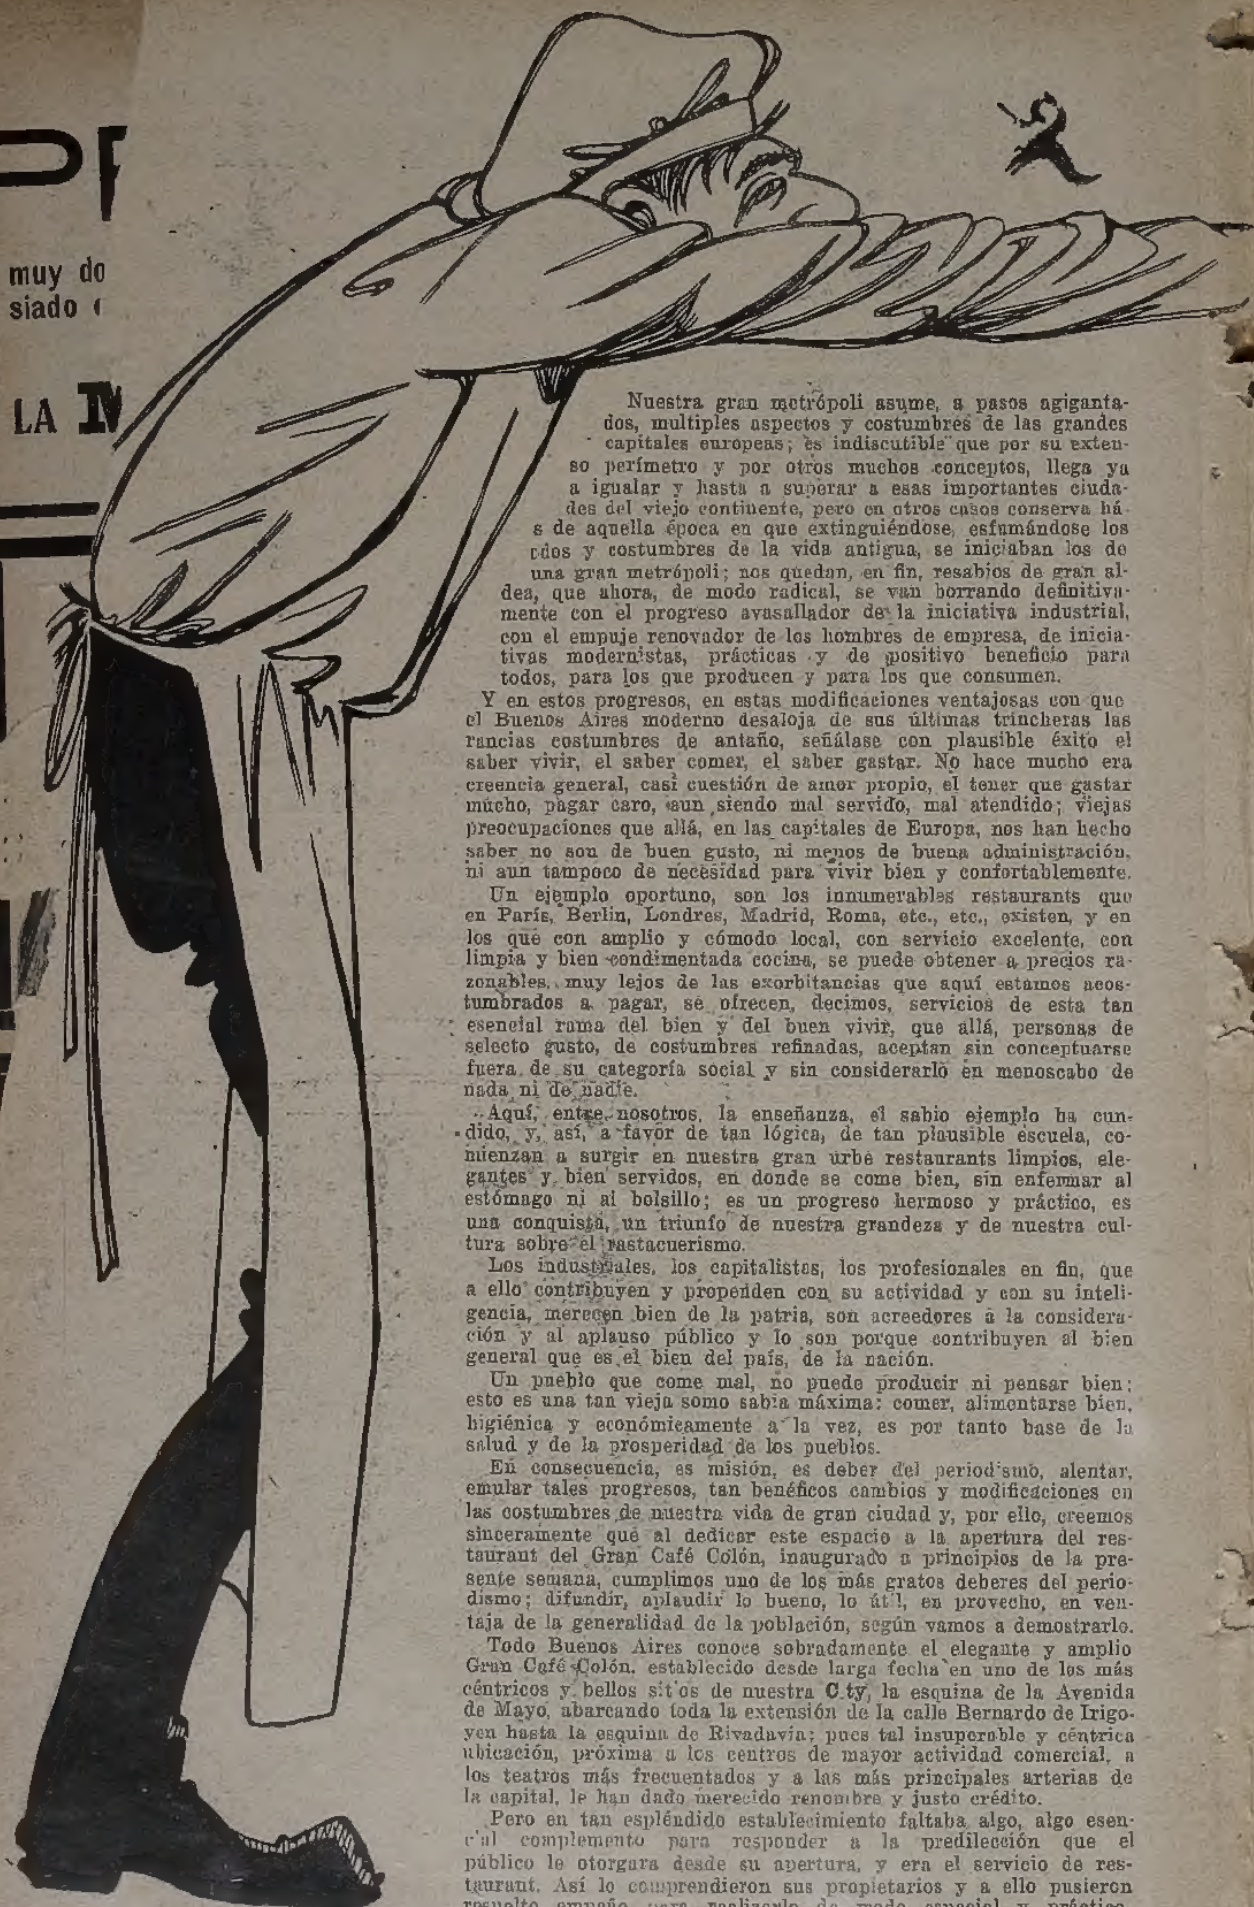 muy do
siado
LA
Nuestra gran metrópoli asume, a pasos agiganta-
dos, multiples aspectos y costumbres de las grandes
capitales europeas; es indiscutible que por su exten-
so perímetro y por otros muchos conceptos, llega ya
a igualar y hasta a superar a esas importantes ciuda-
des del viejo continente, pero en otros casos conserva há-
s de aquella época en que extinguiéndose, esfumándose los
dos y costumbres de la vida antigua, se iniciaban los de
una gran metrópoli; nos quedan, en fin, resabios de gran al-
dea, que ahora, de modo radical, se van borrando definitiva-
mente con el progreso avasallador de la iniciativa industrial,
con el empuje renovador de los hombres de empresa, de inicia-
tivas modernistas, prácticas y de positivo beneficio para
todos, para los que producen y para los que consumen.
Y en estos progresos, en estas modificaciones ventajosas con que
el Buenos Aires moderno desaloja de sus últimas trincheras las
rancias costumbres de antaño, señálase con plausible éxito el
saber vivir, el saber comer, el saber gastar. No hace mucho era
creencia general, casi cuestión de amor propio, el tener que gastar
mucho, pagar caro, aun siendo mal servido, mal atendido; viejas
preocupaciones que allá, en las capitales de Europa, nos han hecho
saber no son de buen gusto, ni menos de buena administración,
ni aun tampoco de necesidad para vivir bien y confortablemente.
Un ejemplo oportuno, son los innumerables restaurants que
en París, Berlin, Londres, Madrid, Roma, etc., etc., existen, y en
los que con amplio y cómodo local, con servicio excelente, con
limpia y bien condimentada cocina, se puede obtener a precios ra-
zonables, muy lejos de las exorbitancias que aquí estamos acos-
tumbrados a pagar, se ofrecen, decimos, servicios de esta tan
esencial rama del bien y del buen vivir, que allá, personas de
selecto gusto, de costumbres refinadas, aceptan sin conceptuarse
fuera de su categoría social y sin considerarlo en menoscabo de
nada ni de nadie.
Aquí, entre nosotros, la enseñanza, el sabio ejemplo ha cun-
dido, y, así, a favor de tan lógica, de tan plausible escuela, co-
mienzan a surgir en nuestra gran urbe restaurants limpios, ele-
gantes y bien servidos, en donde se come bien, sin enfermar al
estómago ni al bolsillo; es un progreso hermoso y práctico, es
una conquista, un triunfo de nuestra grandeza y de nuestra cul-
tura sobre el rastacuerismo.
Los industriales, los capitalistas, los profesionales en fin, que
a ello contribuyen y propenden con su actividad y con su inteli-
gencia, merecen bien de la patria, son acreedores a la considera-
ción y al aplauso público y lo son porque contribuyen al bien
general que es el bien del país, de la nación.
Un pueblo que come mal, no puede producir ni pensar bien;
esto es una tan vieja somo sabia máxima: comer, alimentarse bien,
higiénica y económicamente a la vez, es por tanto base de la
salud y de la prosperidad de los pueblos.
En consecuencia, es misión, es deber del periodismo, alentar,
emular tales progresos, tan benéficos cambios y modificaciones en
las costumbres de nuestra vida de gran ciudad y, por ello, creemos
sinceramente que al dedicar este espacio a la apertura del res-
taurant del Gran Café Colón, inaugurado a principios de la pre-
sente semana, cumplimos uno de los más gratos deberes del perio-
dismo; difundir, aplaudir lo bueno, lo útil, en provecho, en ven-
taja de la generalidad de la población, según vamos a demostrarlo.
Todo Buenos Aires conoce sobradamente el elegante y amplio
Gran Café Colón, establecido desde larga fecha en uno de los más
céntricos y bellos sitios de nuestra City, la esquina de la Avenida
de Mayo, abarcando toda la extensión de la calle Bernardo de Irigo-
yen hasta la esquina de Rivadavia; pues tal insuperable y céntrica
ubicación, próxima a los centros de mayor actividad comercial, a
los teatros más frecuentados y a las más principales arterias de
la capital, le han dado merecido renombre y justo crédito.
Pero en tan espléndido establecimiento faltaba algo, algo esen-
cial complemento para responder a la predilección que el
público le otorgara desde su apertura, y era el servicio de res-
taurant. Así lo comprendieron sus propietarios y a ello pusieron